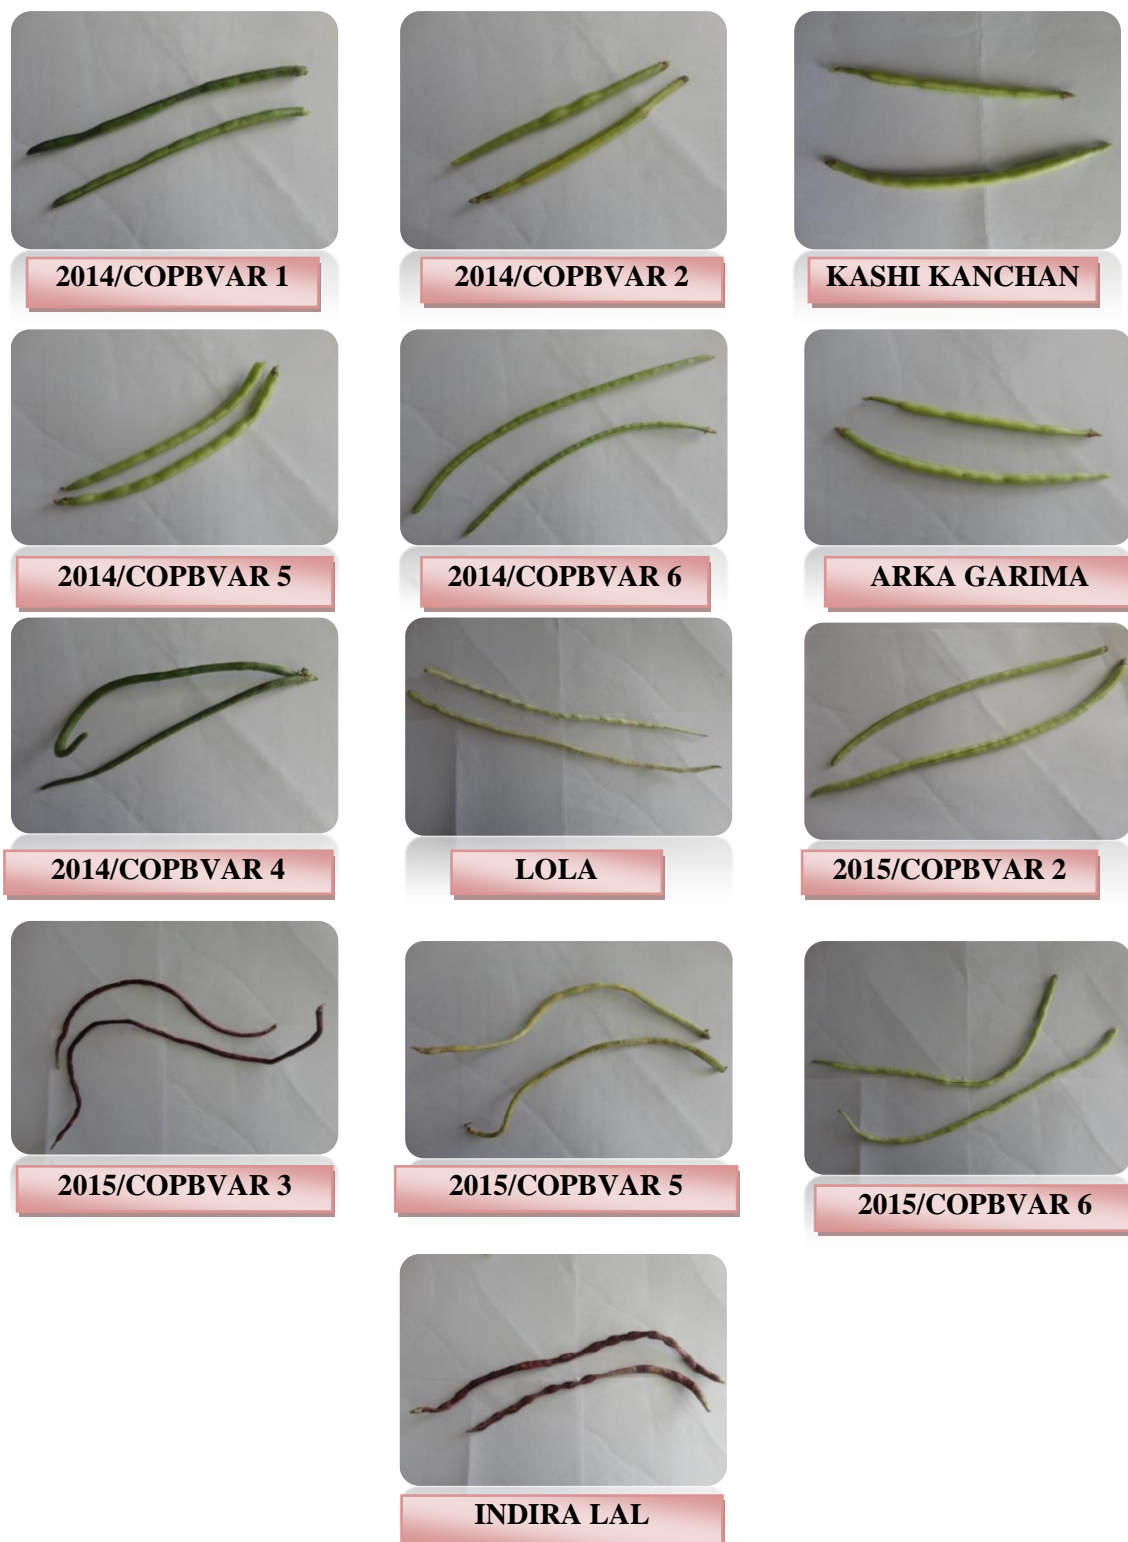 2014/COPBVAR 1
2014/COPBVAR 2
KASHI KANCHAN
2014/COPBVAR 5
2014/COPBVAR 6
ARKA GARIMA
2014/COPBVAR 4
LOLA
2015/COPBVAR 2
2015/COPBVAR 3
2015/COPBVAR 5
2015/COPBVAR 6
INDIRA LAL